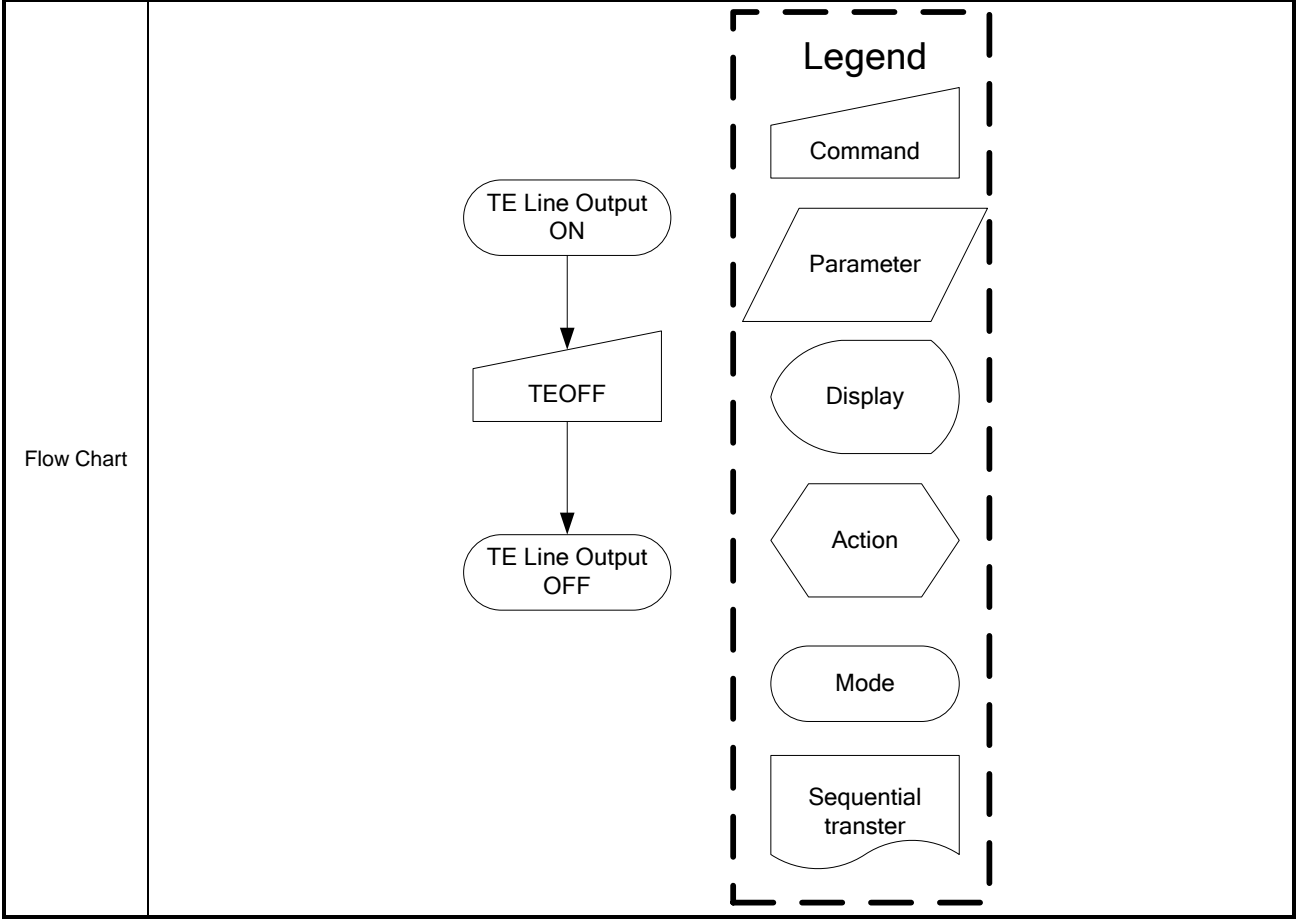 Flow Chart
TE Line Output
ON
TEOFF
TE Line Output
OFF
Legend
Command
Parameter
Display
Action
Mode
Sequential
transter